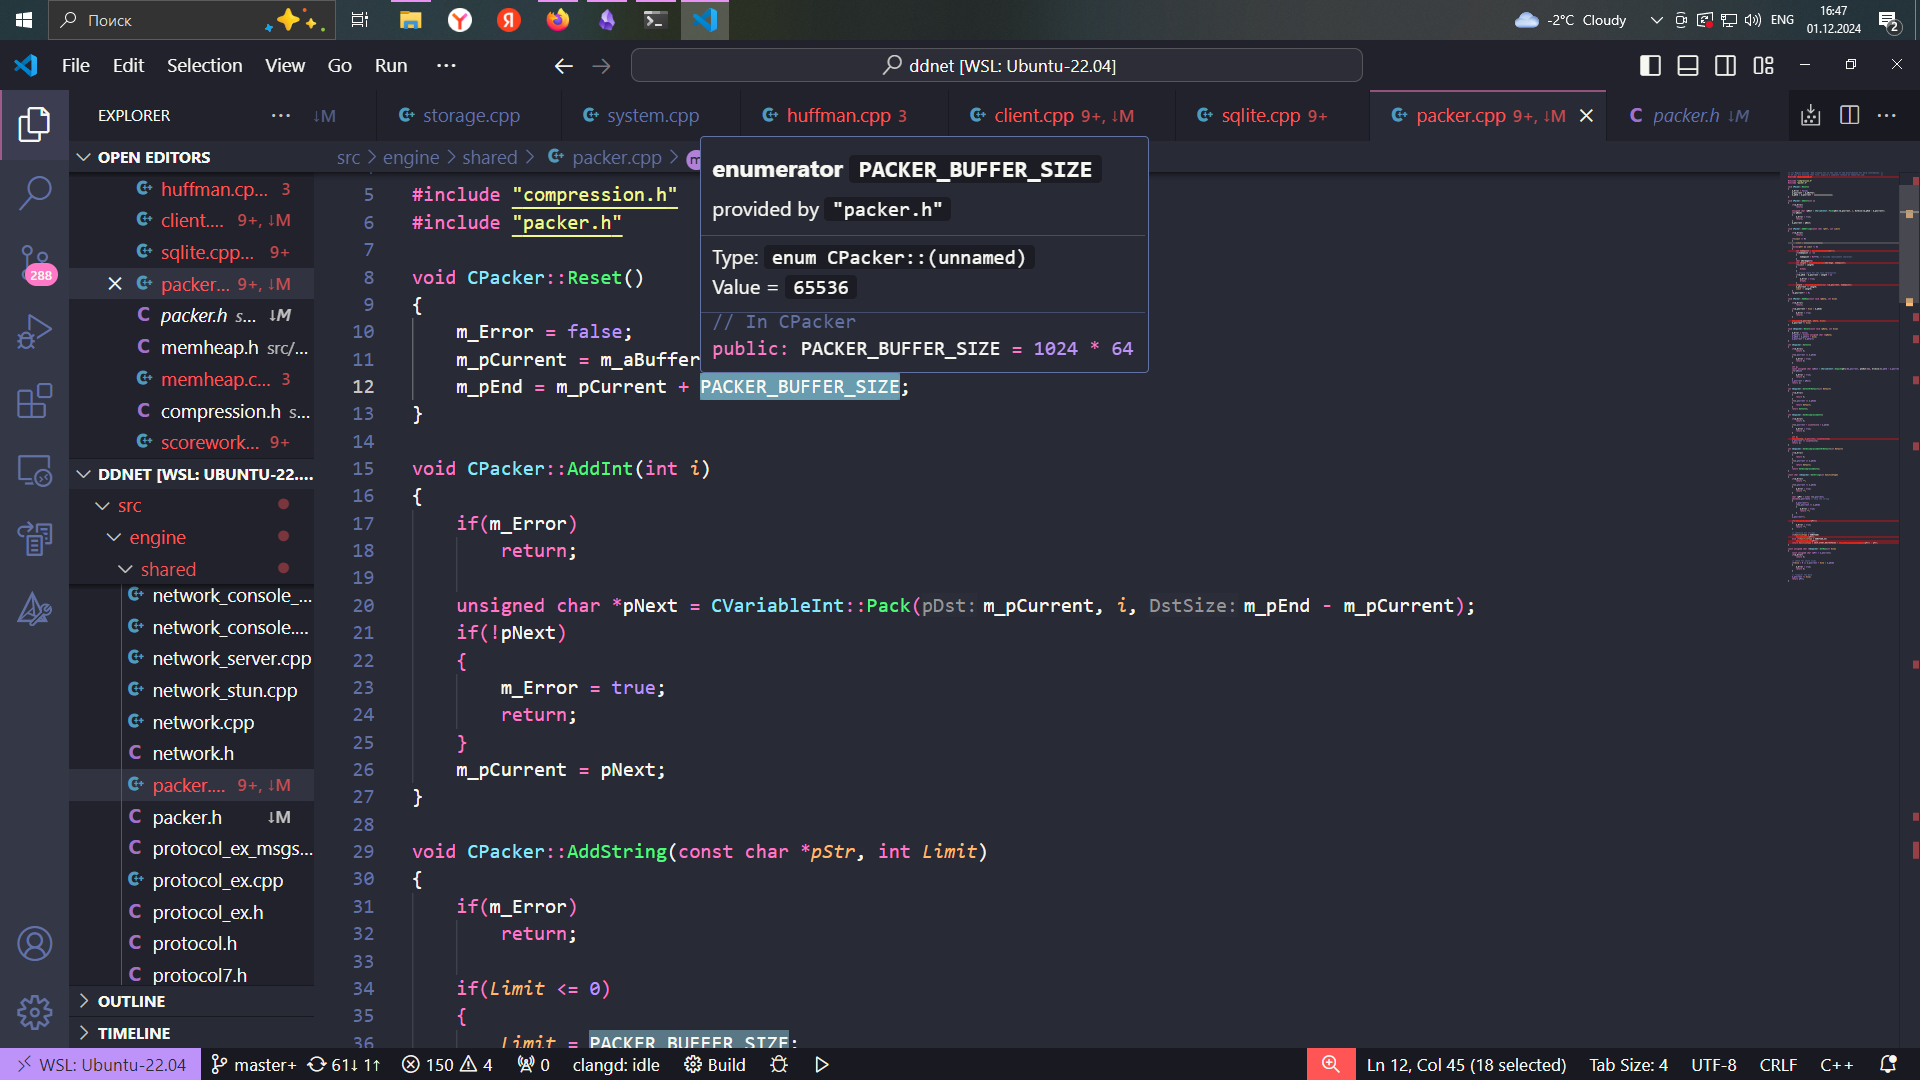 Поиск
-2°C Cloudy
ENG
16:47
01.12.2024
2
File Edit Selection View Go Run ···
ddnet [WSL: Ubuntu-22.04]
EXPLORER ···
↓M
storage.cpp
system.cpp
huffman.cpp 3
client.cpp 9+, ↓M
sqlite.cpp 9+
packer.cpp 9+, ↓M
packer.h ↓M
OPEN EDITORS
huffman.cp... 3
client.... 9+, ↓M
sqlite.cpp... 9+
packer... 9+, ↓M
packer.h s... ↓M
memheap.h src/...
memheap.c... 3
compression.h s...
scorework... 9+
288
DDNET [WSL: UBUNTU-22....
src
engine
shared
network_console_...
network_console....
network_server.cpp
network_stun.cpp
network.cpp
network.h
packer.... 9+, ↓M
packer.h ↓M
protocol_ex_msgs...
protocol_ex.cpp
protocol_ex.h
protocol.h
protocol7.h
OUTLINE
TIMELINE
src > engine > shared > packer.cpp >
enumerator PACKER_BUFFER_SIZE
provided by "packer.h"
Type: enum CPacker::(unnamed)
Value = 65536
// In CPacker
public: PACKER_BUFFER_SIZE = 1024 * 64
5 #include "compression.h"
6 #include "packer.h"
7
8 void CPacker::Reset()
9 {
10 m_Error = false;
11 m_pCurrent = m_aBuffer
12 m_pEnd = m_pCurrent + PACKER_BUFFER_SIZE;
13 }
14
15 void CPacker::AddInt(int i)
16 {
17 if(m_Error)
18 return;
19
20 unsigned char *pNext = CVariableInt::Pack(pDst: m_pCurrent, i, DstSize: m_pEnd - m_pCurrent);
21 if(!pNext)
22 {
23 m_Error = true;
24 return;
25 }
26 m_pCurrent = pNext;
27 }
28
29 void CPacker::AddString(const char *pStr, int Limit)
30 {
31 if(m_Error)
32 return;
33
34 if(Limit <= 0)
35 {
36 Limit = PACKER_BUFFER_SIZE;
WSL: Ubuntu-22.04 master+ 61↓ 1↑ 150 4 0 clangd: idle Build
Ln 12, Col 45 (18 selected) Tab Size: 4 UTF-8 CRLF C++